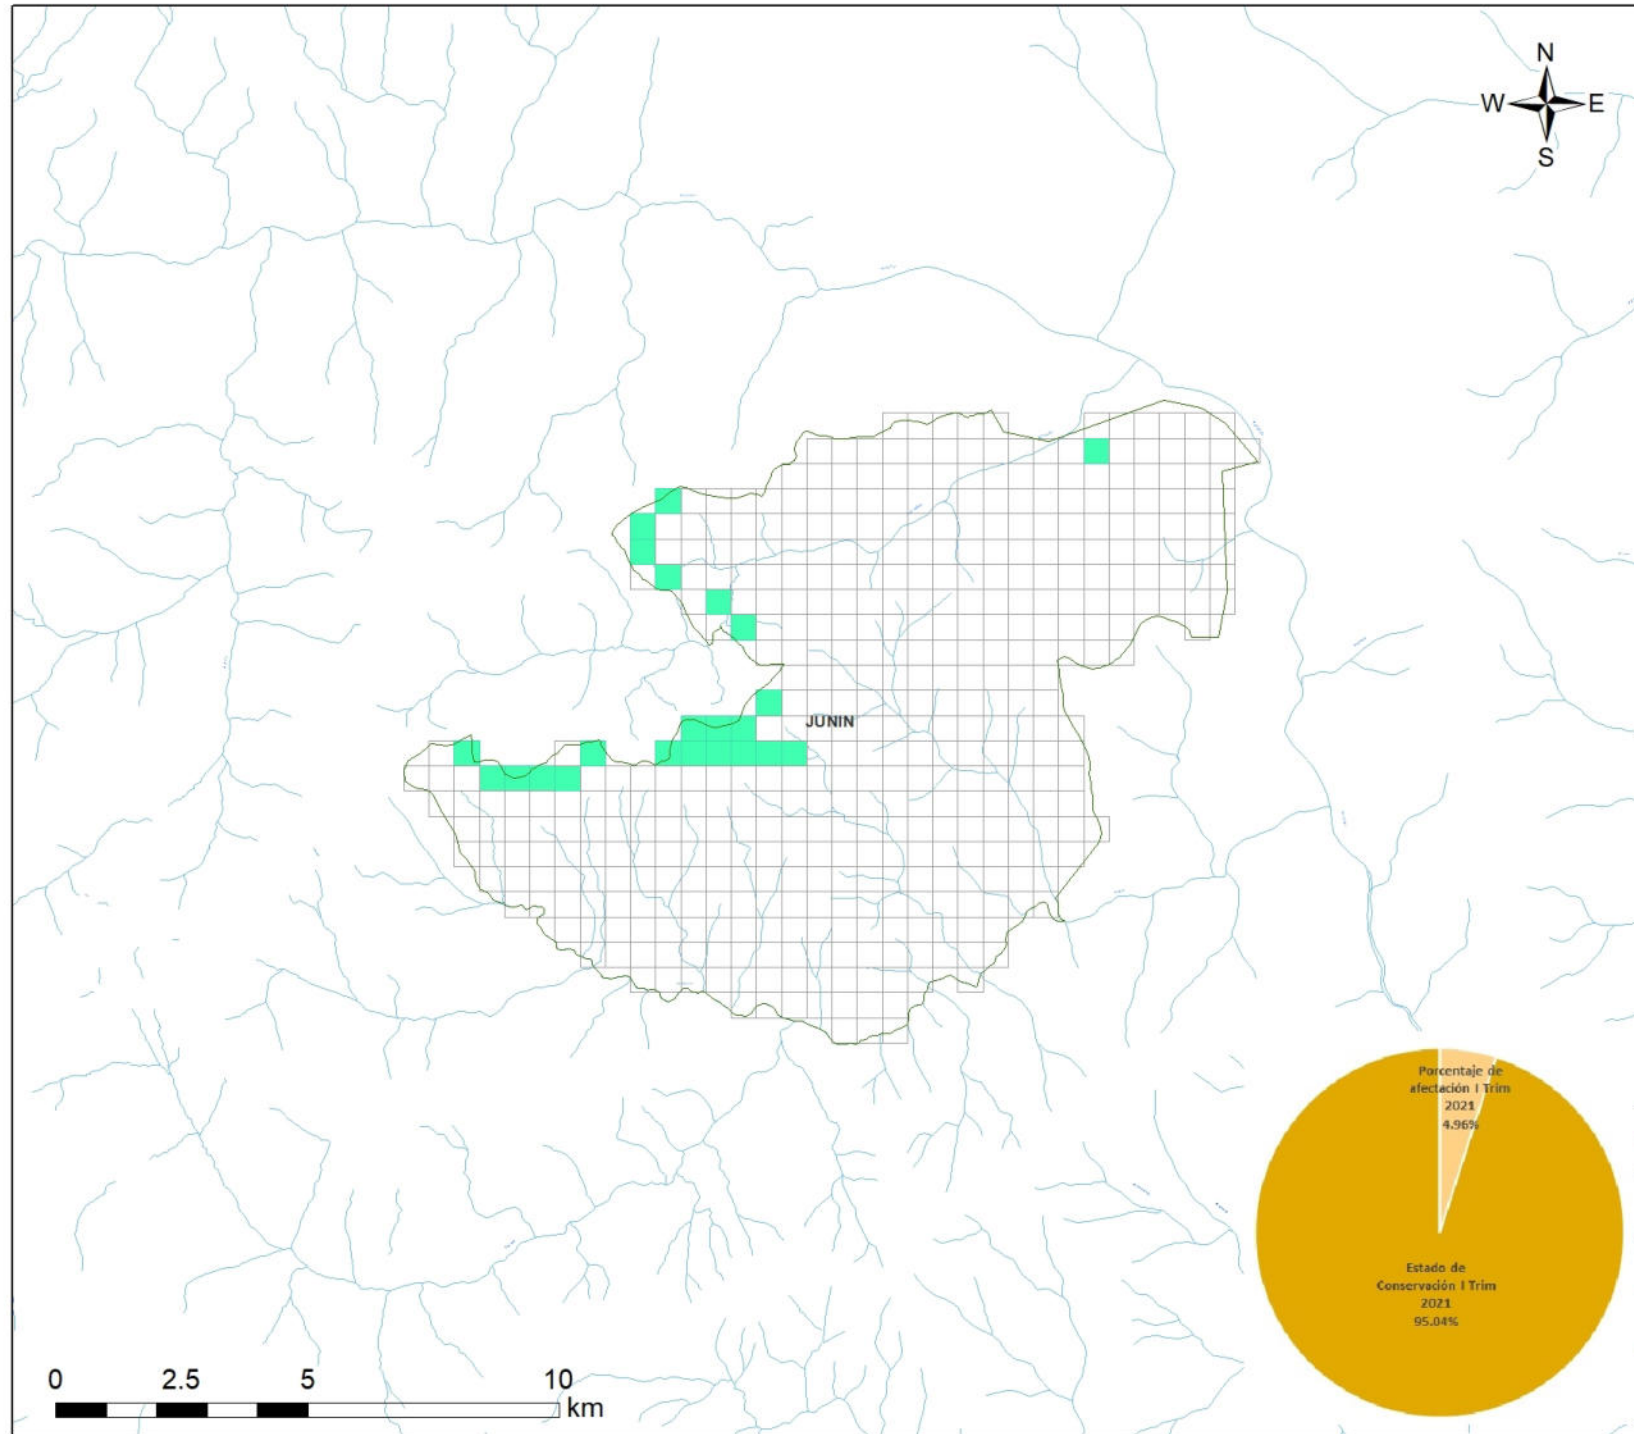 N
W E
S
JUNIN
Porcentaje de
afectación I Trim
2021
4.96%
Estado de
Conservación I Trim
2021
95.04%
0 2.5 5 10
km